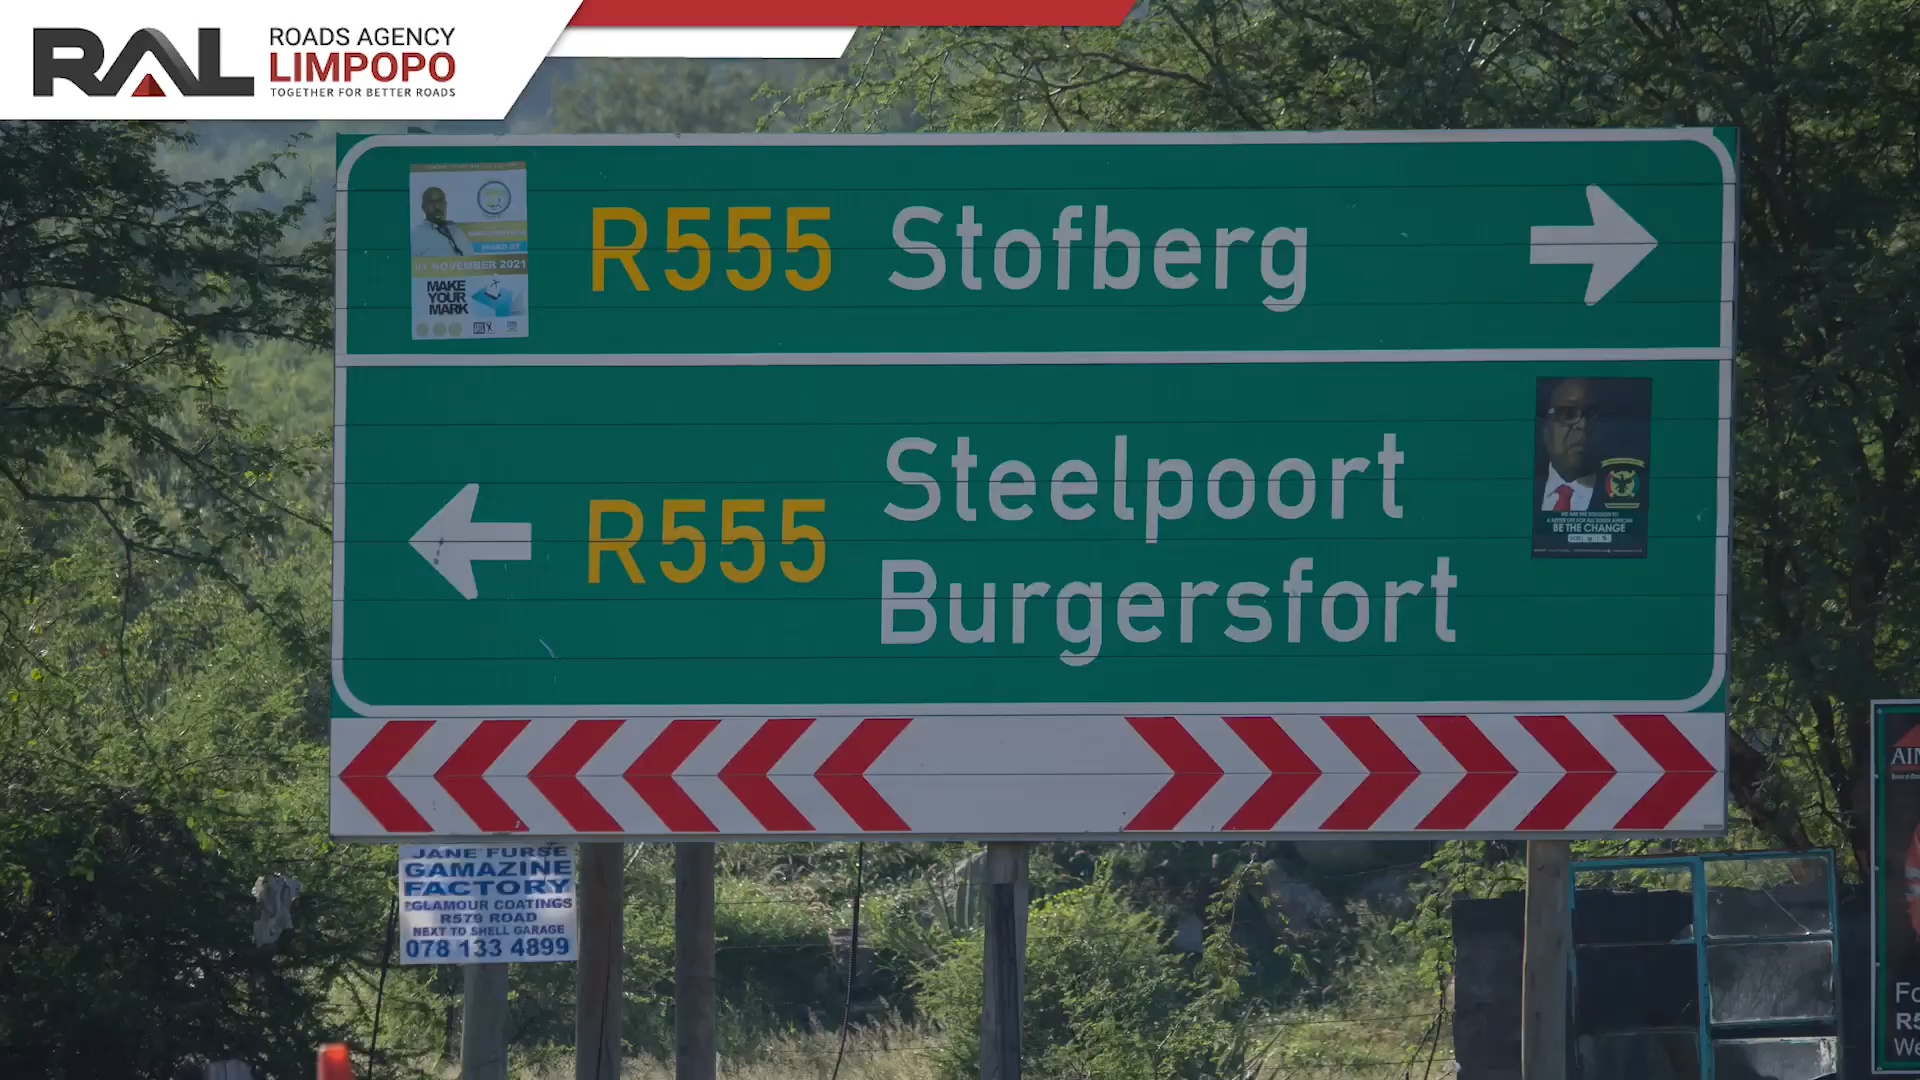 RAL
ROADS AGENCY
LIMPOPO
TOGETHER FOR BETTER ROADS
R555 Stofberg
01 NOVEMBER 2021
MAKE
YOUR
MARK
R555
Steelpoort
Burgersfort
BE THE CHANGE
JANE FURSE
GAMAZINE
FACTORY
GLAMOUR COATINGS
R579 ROAD
NEXT TO SHELL GARAGE
078 133 4899